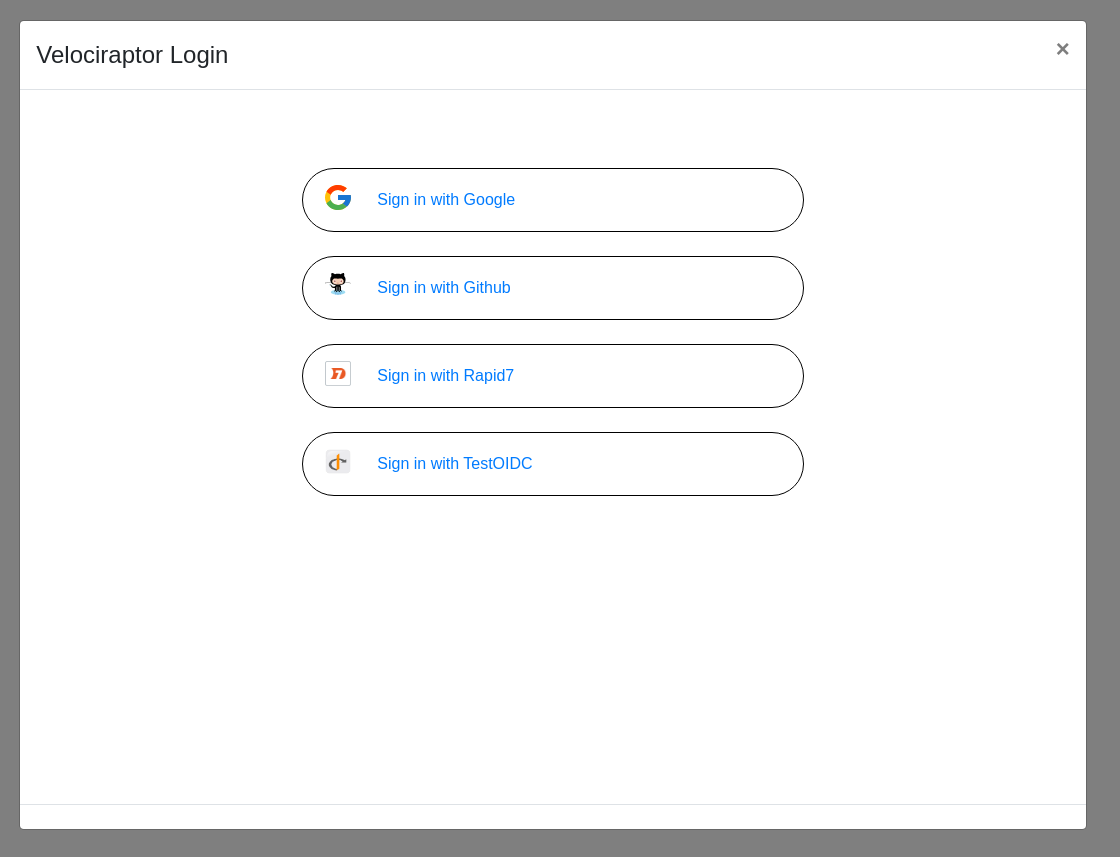 Velociraptor Login
×
Sign in with Google
Sign in with Github
Sign in with Rapid7
Sign in with TestOIDC